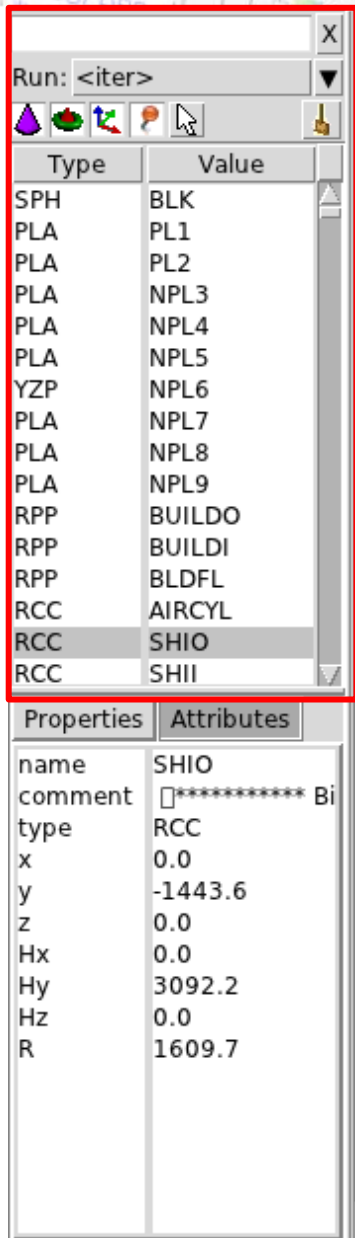 X
Run: <iter>
Type Value
SPH BLK
PLA PL1
PLA PL2
PLA NPL3
PLA NPL4
PLA NPL5
YZP NPL6
PLA NPL7
PLA NPL8
PLA NPL9
RPP BUILDO
RPP BUILDI
RPP BLDFL
RCC AIRCYL
RCC SHIO
RCC SHII
Properties Attributes
name SHIO
comment *********** Bi
type RCC
x 0.0
y -1443.6
z 0.0
Hx 0.0
Hy 3092.2
Hz 0.0
R 1609.7